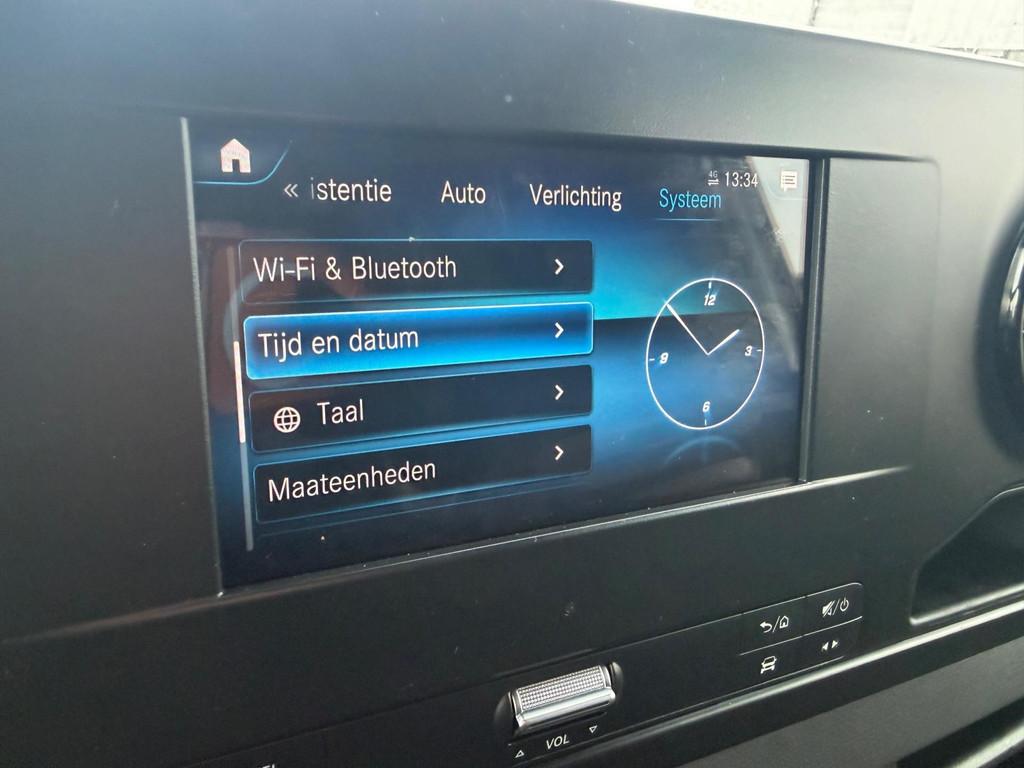 « istentie Auto Verlichting Systeem
4G 13:34
Wi-Fi & Bluetooth
Tijd en datum
Taal
Maateenheden
12
9 3
6
VOL